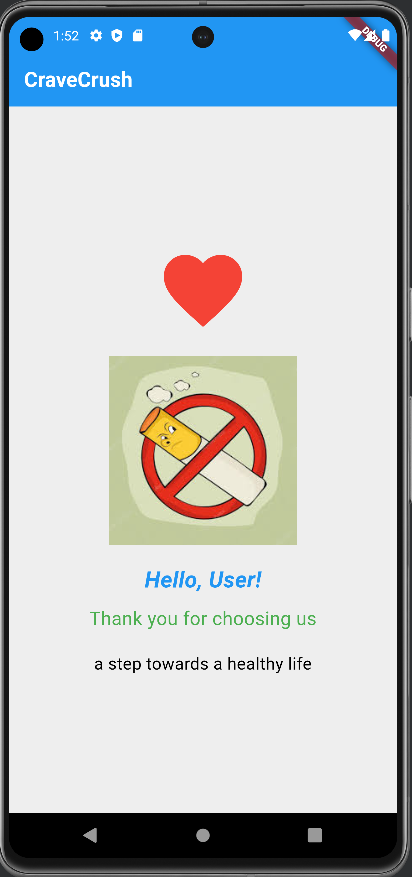 1:52
DEBUG
CraveCrush
Hello, User!
Thank you for choosing us
a step towards a healthy life